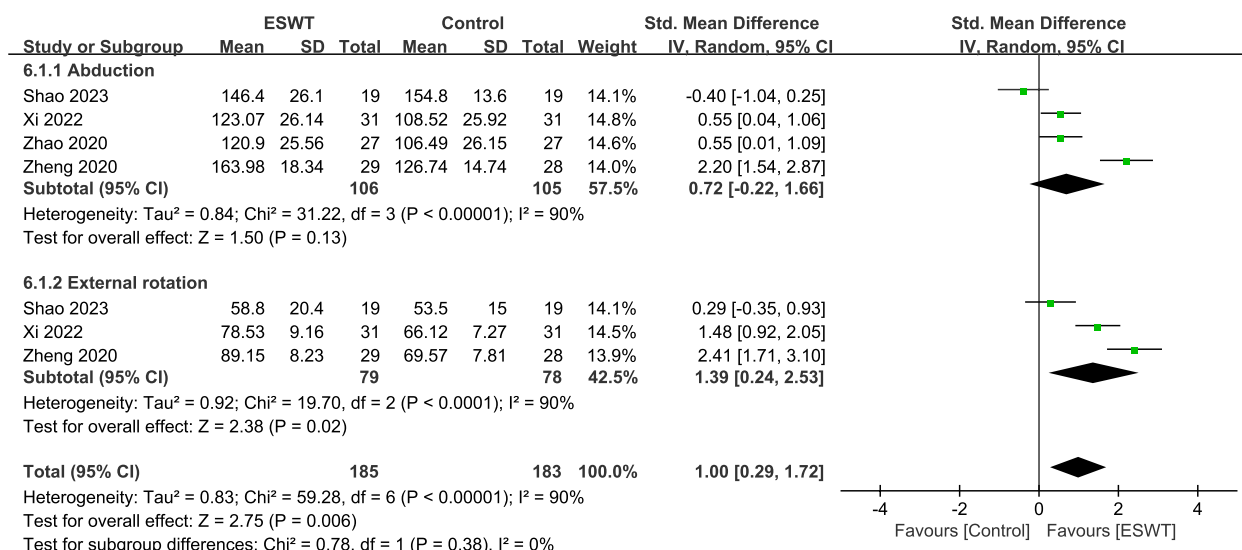 ESWT Control Std. Mean Difference Std. Mean Difference
Study or Subgroup Mean SD Total Mean SD Total Weight IV, Random, 95% CI IV, Random, 95% CI
6.1.1 Abduction
Shao 2023 146.4 26.1 19 154.8 13.6 19 14.1% -0.40 [-1.04, 0.25]
Xi 2022 123.07 26.14 31 108.52 25.92 31 14.8% 0.55 [0.04, 1.06]
Zhao 2020 120.9 25.56 27 106.49 26.15 27 14.6% 0.55 [0.01, 1.09]
Zheng 2020 163.98 18.34 29 126.74 14.74 28 14.0% 2.20 [1.54, 2.87]
Subtotal (95% CI) 106 105 57.5% 0.72 [-0.22, 1.66]
Heterogeneity: Tau² = 0.84; Chi² = 31.22, df = 3 (P < 0.00001); I² = 90%
Test for overall effect: Z = 1.50 (P = 0.13)
6.1.2 External rotation
Shao 2023 58.8 20.4 19 53.5 15 19 14.1% 0.29 [-0.35, 0.93]
Xi 2022 78.53 9.16 31 66.12 7.27 31 14.5% 1.48 [0.92, 2.05]
Zheng 2020 89.15 8.23 29 69.57 7.81 28 13.9% 2.41 [1.71, 3.10]
Subtotal (95% CI) 79 78 42.5% 1.39 [0.24, 2.53]
Heterogeneity: Tau² = 0.92; Chi² = 19.70, df = 2 (P < 0.0001); I² = 90%
Test for overall effect: Z = 2.38 (P = 0.02)
Total (95% CI) 185 183 100.0% 1.00 [0.29, 1.72]
Heterogeneity: Tau² = 0.83; Chi² = 59.28, df = 6 (P < 0.00001); I² = 90%
Test for overall effect: Z = 2.75 (P = 0.006)
Test for subgroup differences: Chi² = 0.78, df = 1 (P = 0.38), I² = 0%
-4 -2 0 2 4
Favours [Control] Favours [ESWT]